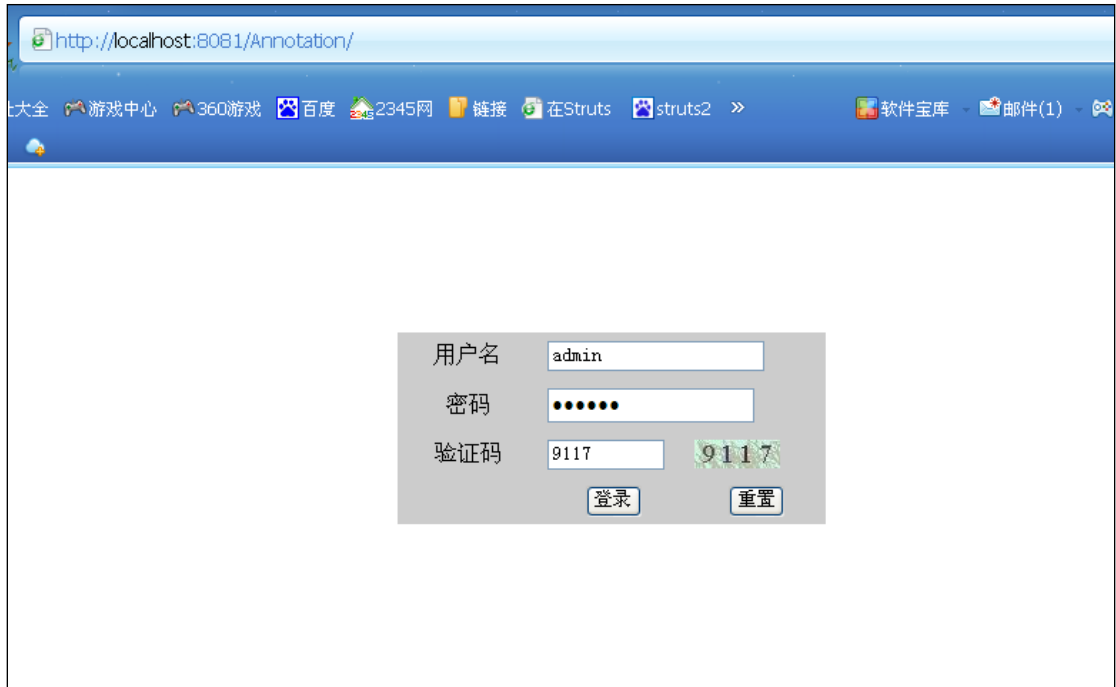 http://localhost:8081/Annotation/
址大全 游戏中心 360游戏 百度 2345网 链接 在Struts struts2 » 软件宝库 邮件(1)
用户名 admin
密码 ●●●●●●
验证码 9117 9117
登录 重置